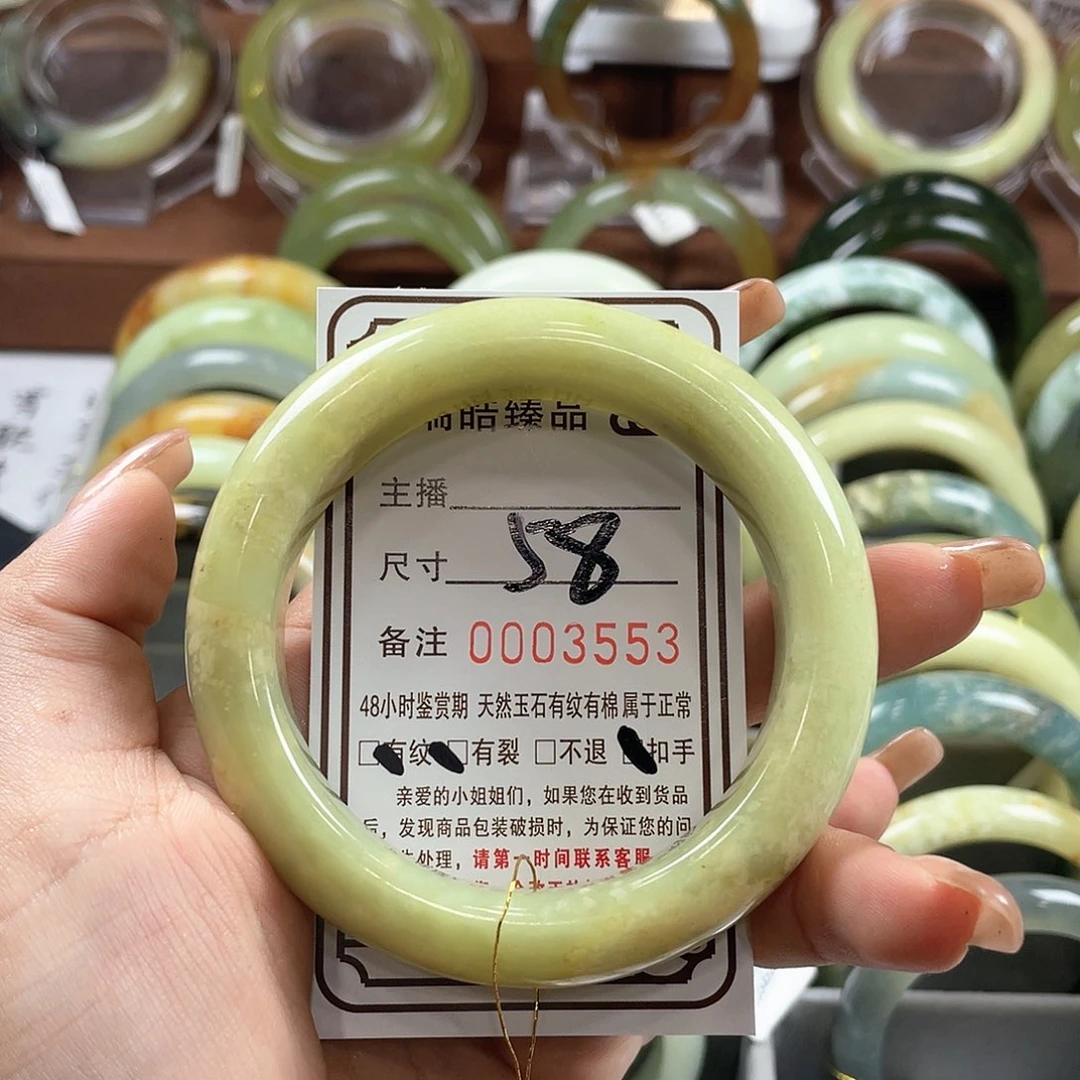 皓臻品
主播
尺寸 58
备注 0003553
48小时鉴赏期 天然玉石有纹有棉属于正常
□有纹 □有裂 □不退 □扣手
亲爱的小姐姐们，如果您在收到货品
后，发现商品包装破损时，为保证您的问
处理，请第一时间联系客服